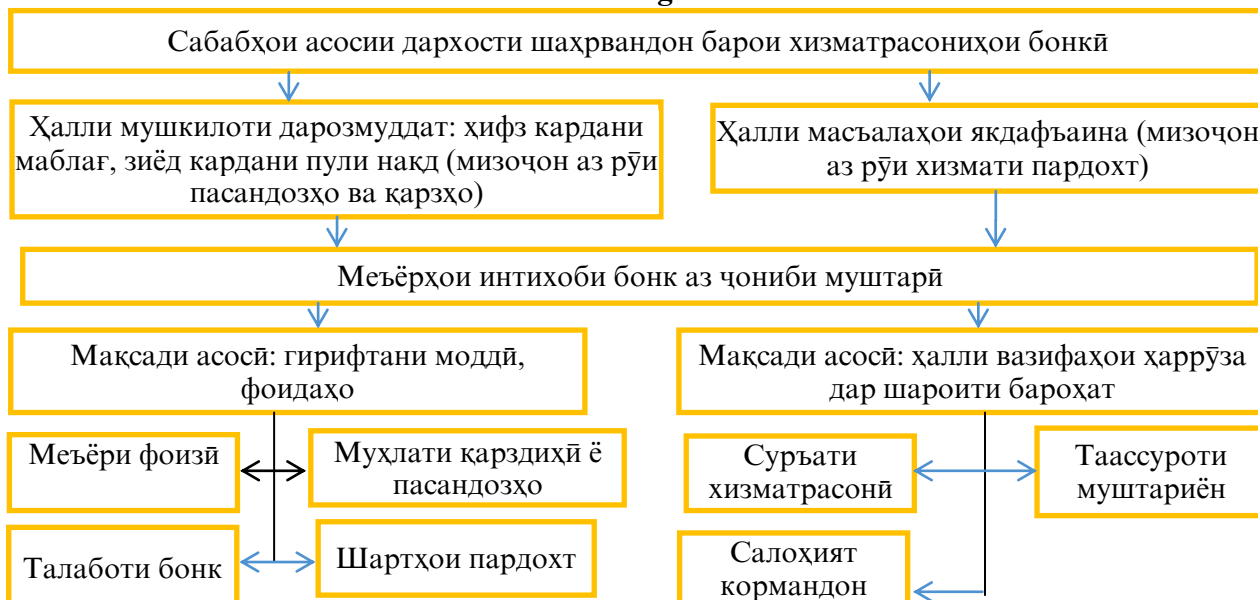 Сабабҳои асосии дархости шаҳрвандон барои хизматрасониҳои бонкӣ
Ҳалли мушкилоти дарозмуддат: ҳифз кардани
маблағ, зиёд кардани пули нақд (мизоҷон аз рӯи
пасандозҳо ва қарзҳо)
Ҳалли масъалаҳои якдафъаина (мизоҷон
аз рӯи хизмати пардохт)
Меъёрҳои интихоби бонк аз ҷониби муштарӣ
Мақсади асосӣ: гирифтани моддӣ,
фоидаҳо
Мақсади асосӣ: ҳалли вазифаҳои ҳаррӯза
дар шароити бароҳат
Меъёри фоизӣ
Муҳлати қарздиҳӣ ё
пасандозҳо
Суръати
хизматрасонӣ
Таассуроти
муштариён
Талаботи бонк
Шартҳои пардохт
Салоҳият
кормандон